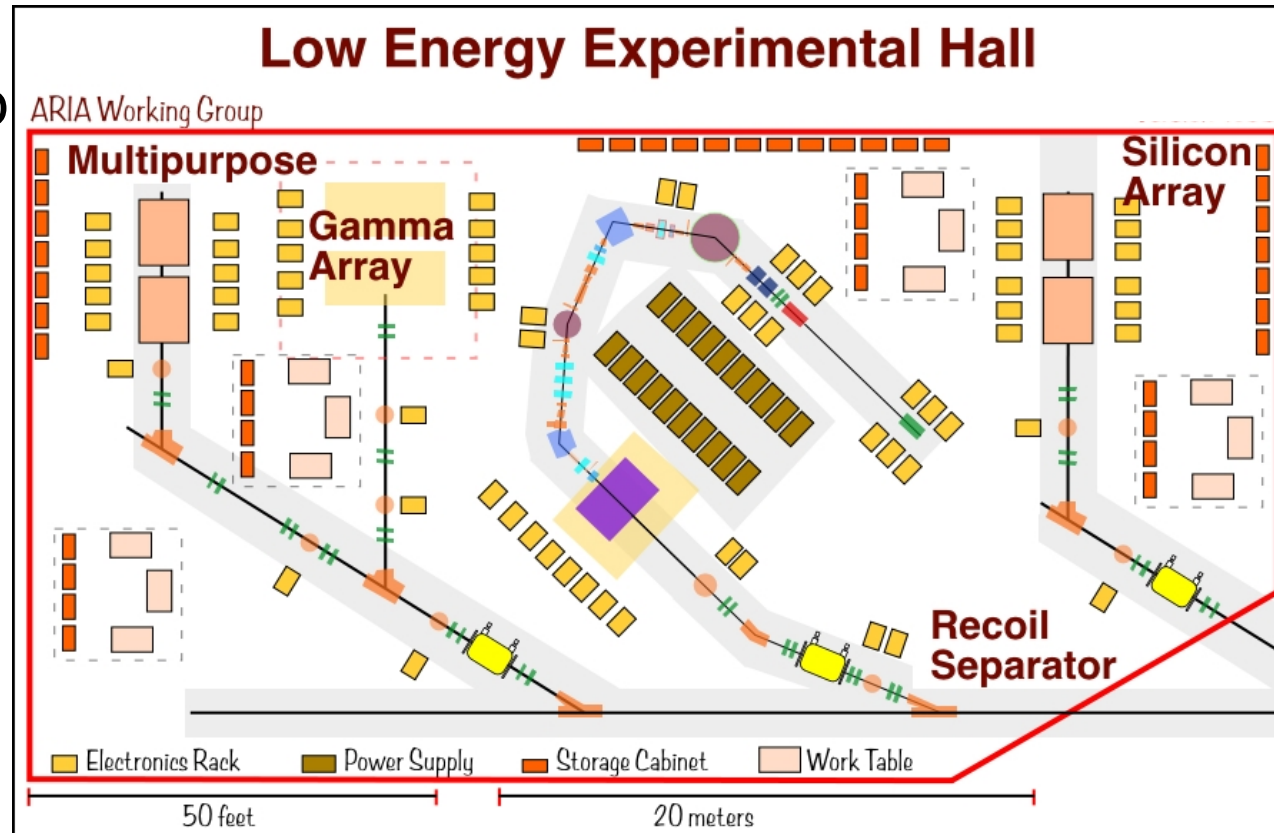 Low Energy Experimental Hall
ARIA Working Group
Multipurpose
Gamma
Array
Silicon
Array
Recoil
Separator
Electronics Rack
Power Supply
Storage Cabinet
Work Table
50 feet
20 meters